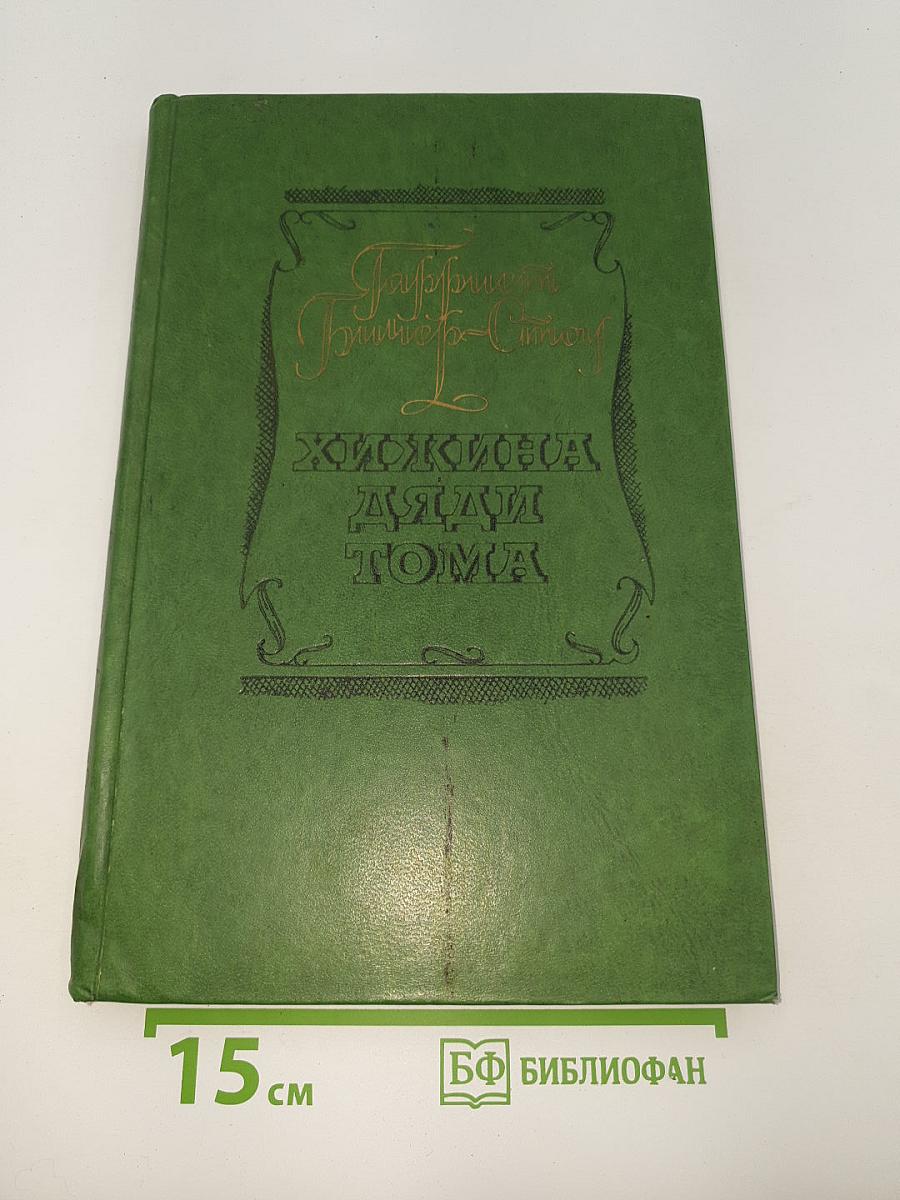 Гарриет
Бичер-Стоу
ХИЖИНА
ДЯДИ
ТОМА
15 см
БФ БИБЛИОФАН